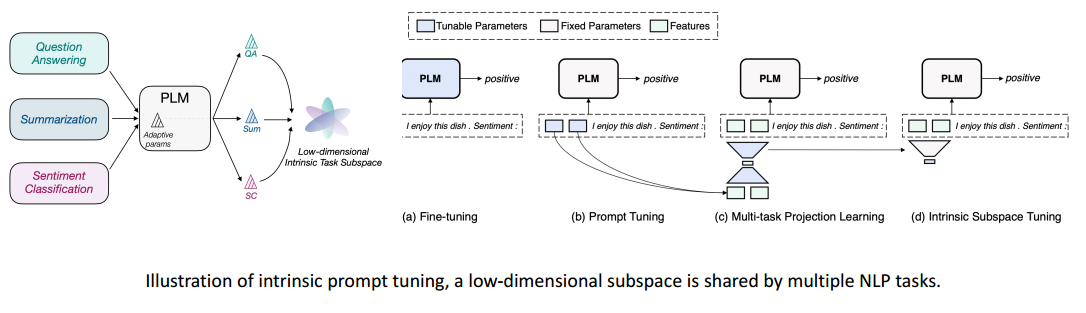 Question
Answering
Summarization
Sentiment
Classification
PLM
Adaptive
params
QA
Sum
SC
Low-dimensional
Intrinsic Task Subspace
Tunable Parameters
Fixed Parameters
Features
PLM
positive
I enjoy this dish . Sentiment :
(a) Fine-tuning
PLM
positive
I enjoy this dish . Sentiment :
(b) Prompt Tuning
PLM
positive
I enjoy this dish . Sentiment :
(c) Multi-task Projection Learning
PLM
positive
I enjoy this dish . Sentiment :
(d) Intrinsic Subspace Tuning
Illustration of intrinsic prompt tuning, a low-dimensional subspace is shared by multiple NLP tasks.